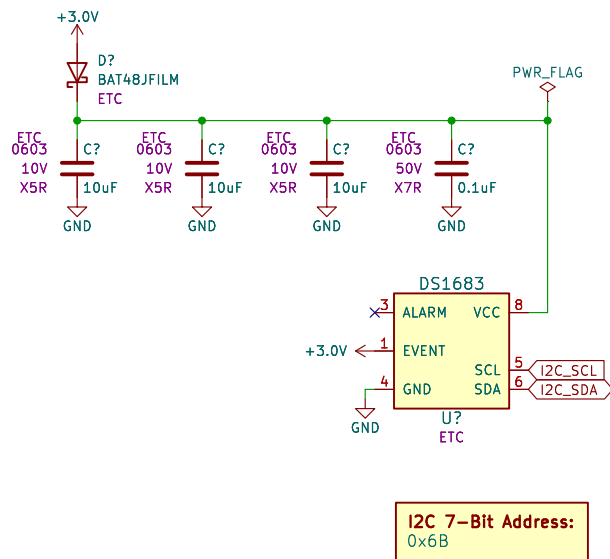 +3.0V
D?
BAT48JFILM
ETC
PWR_FLAG
ETC
0603
10V
X5R
C?
10uF
GND
ETC
0603
10V
X5R
C?
10uF
GND
ETC
0603
10V
X5R
C?
10uF
GND
ETC
0603
50V
X7R
C?
0.1uF
GND
DS1683
3 ALARM VCC 8
+3.0V 1 EVENT
SCL 5 I2C_SCL
4 GND SDA 6 I2C_SDA
GND
U?
ETC
I2C 7-Bit Address:
0x6B